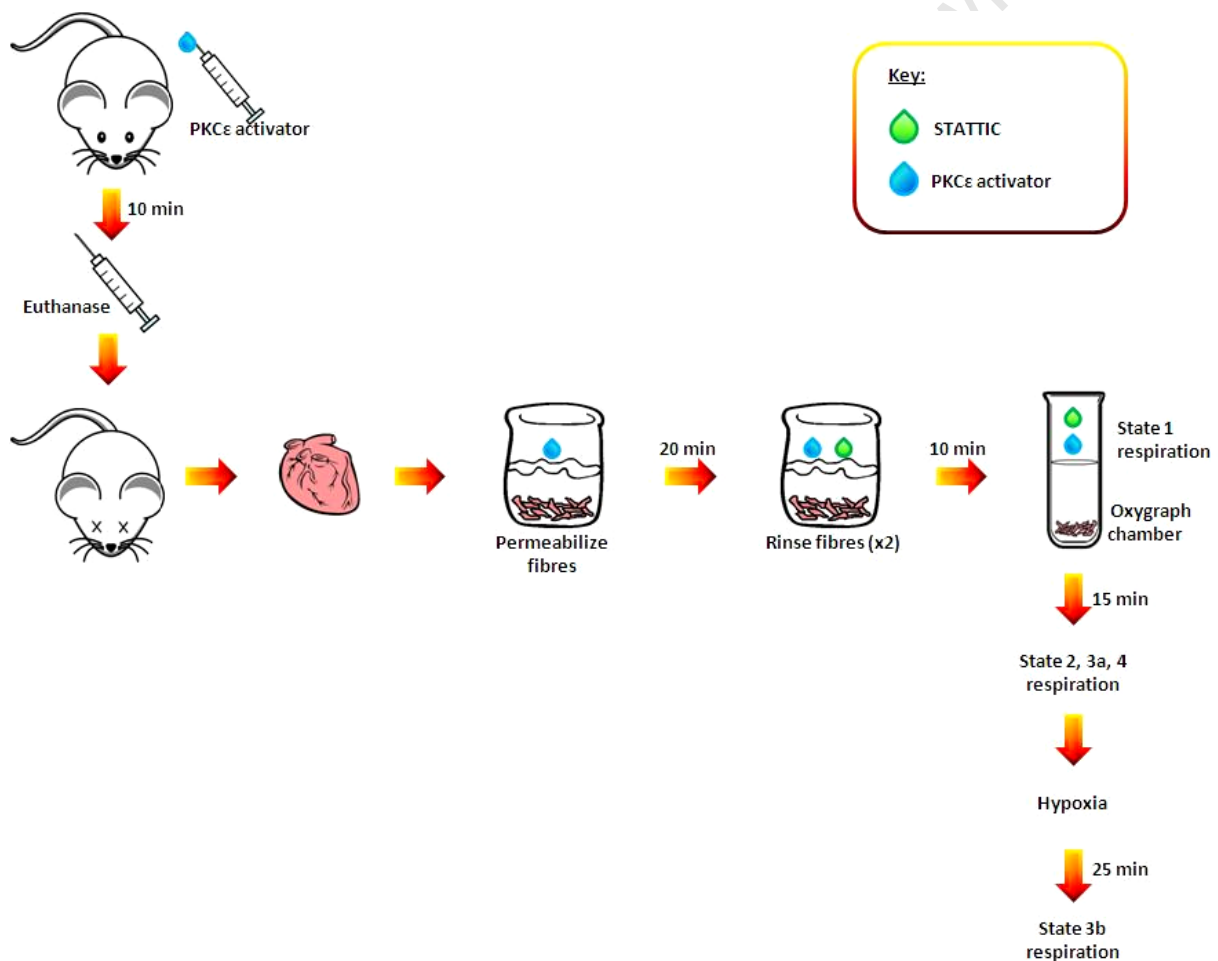 PKCε activator
10 min
Euthanase
Key:
STATTIC
PKCε activator
Permeabilize
fibres
20 min
Rinse fibres (x2)
10 min
State 1
respiration
Oxygraph
chamber
15 min
State 2, 3a, 4
respiration
Hypoxia
25 min
State 3b
respiration